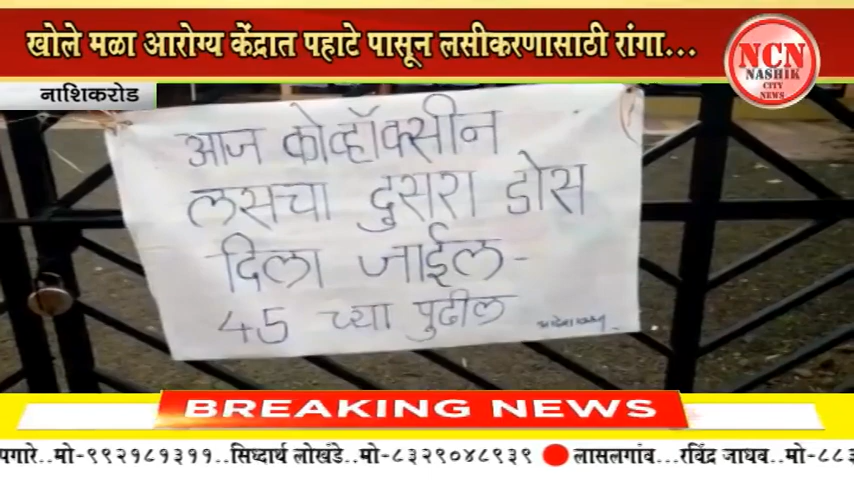 खोले मळा आरोग्य केंद्रात पहाटे पासून लसीकरणासाठी रांगा...
NCN
NASHIK
CITY
NEWS
नाशिकरोड
आज कोव्हॉक्सीन
लसचा दुसरा डोस
दिला जाईल-
45 च्या पुढील
BREAKING NEWS
पगारे..मो-९९२१८१३११..सिध्दार्थ लोखंडे..मो-८३२९०४८९३९ लासलगांव...रविंद्र जाधव..मो-८८३